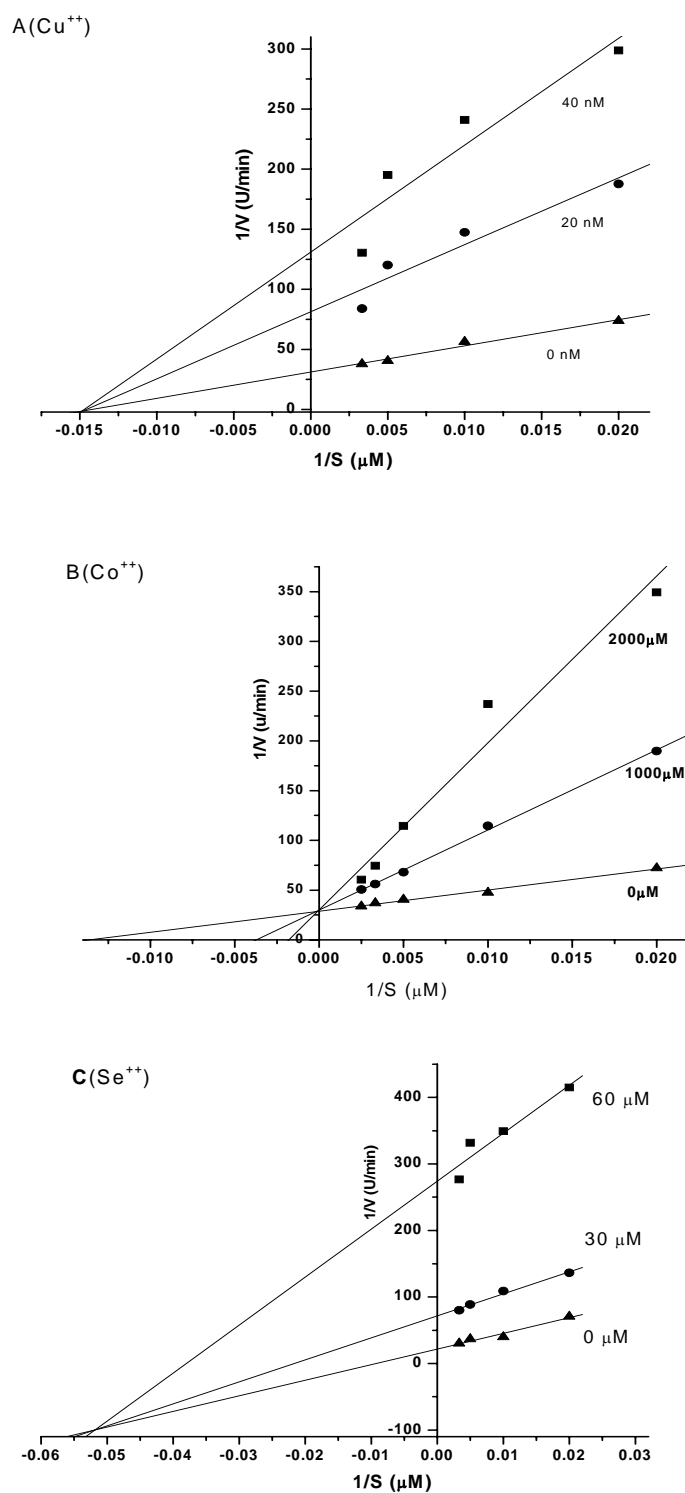 A(Cu++)
300
250
200
150
100
50
0
1/V (U/min)
40 nM
20 nM
0 nM
-0.015
-0.010
-0.005
0.000
0.005
0.010
0.015
0.020
1/S (μM)
B(Co++)
350
300
250
200
150
100
50
0
1/V (u/min)
2000μM
1000μM
0μM
-0.010
-0.005
0.000
0.005
0.010
0.015
0.020
1/S (μM)
C(Se++)
400
300
200
100
0
-100
1/V (U/min)
60 μM
30 μM
0 μM
-0.06
-0.05
-0.04
-0.03
-0.02
-0.01
0.00
0.01
0.02
0.03
1/S (μM)